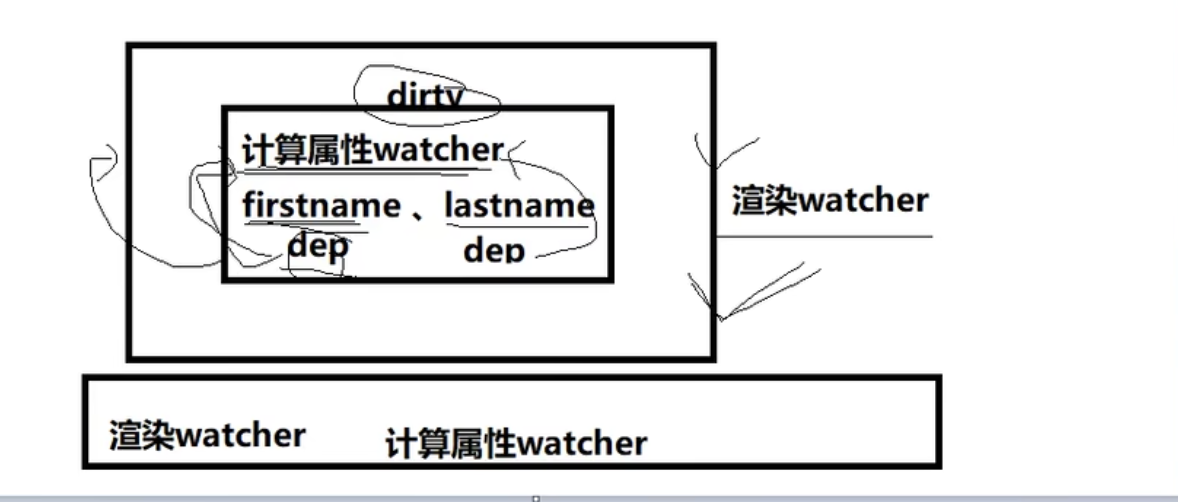 dirty
计算属性watcher
firstname 、lastname
dep dep
渲染watcher
渲染watcher 计算属性watcher